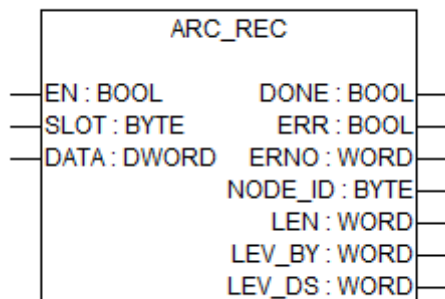 ARC_REC
EN : BOOL DONE : BOOL
SLOT : BYTE ERR : BOOL
DATA : DWORD ERNO : WORD
NODE_ID : BYTE
LEN : WORD
LEV_BY : WORD
LEV_DS : WORD